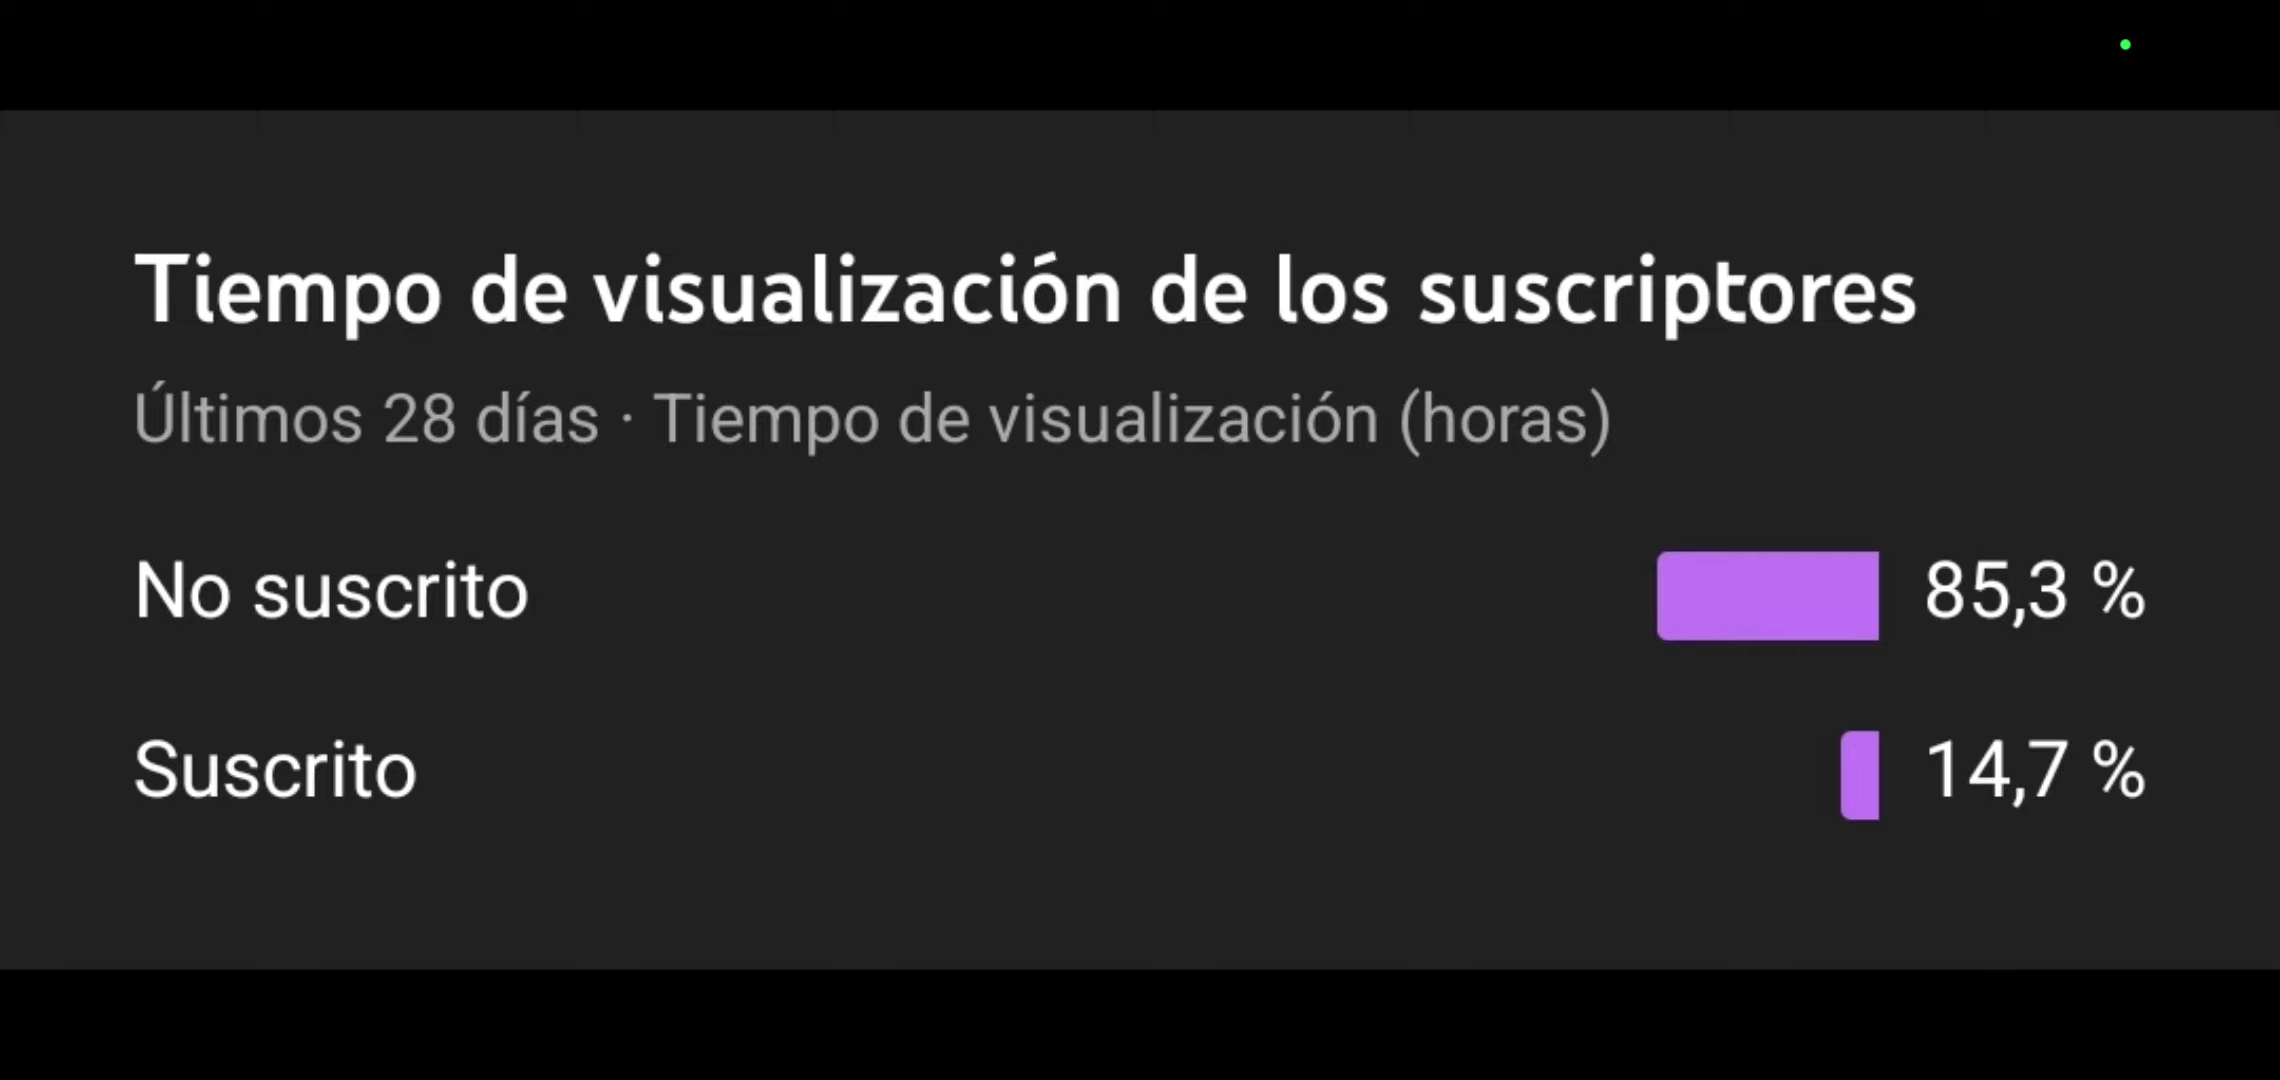 Tiempo de visualización de los suscriptores
Últimos 28 días · Tiempo de visualización (horas)
No suscrito 85,3 %
Suscrito 14,7 %